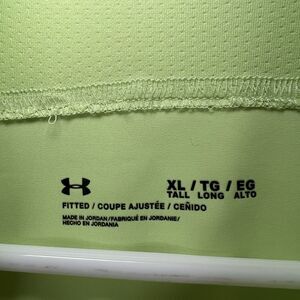 XL / TG / EG
TALL LONG ALTO
FITTED / COUPE AJUSTÉE / CEÑIDO
MADE IN JORDAN / FABRIQUÉ EN JORDANIE /
HECHO EN JORDANIA